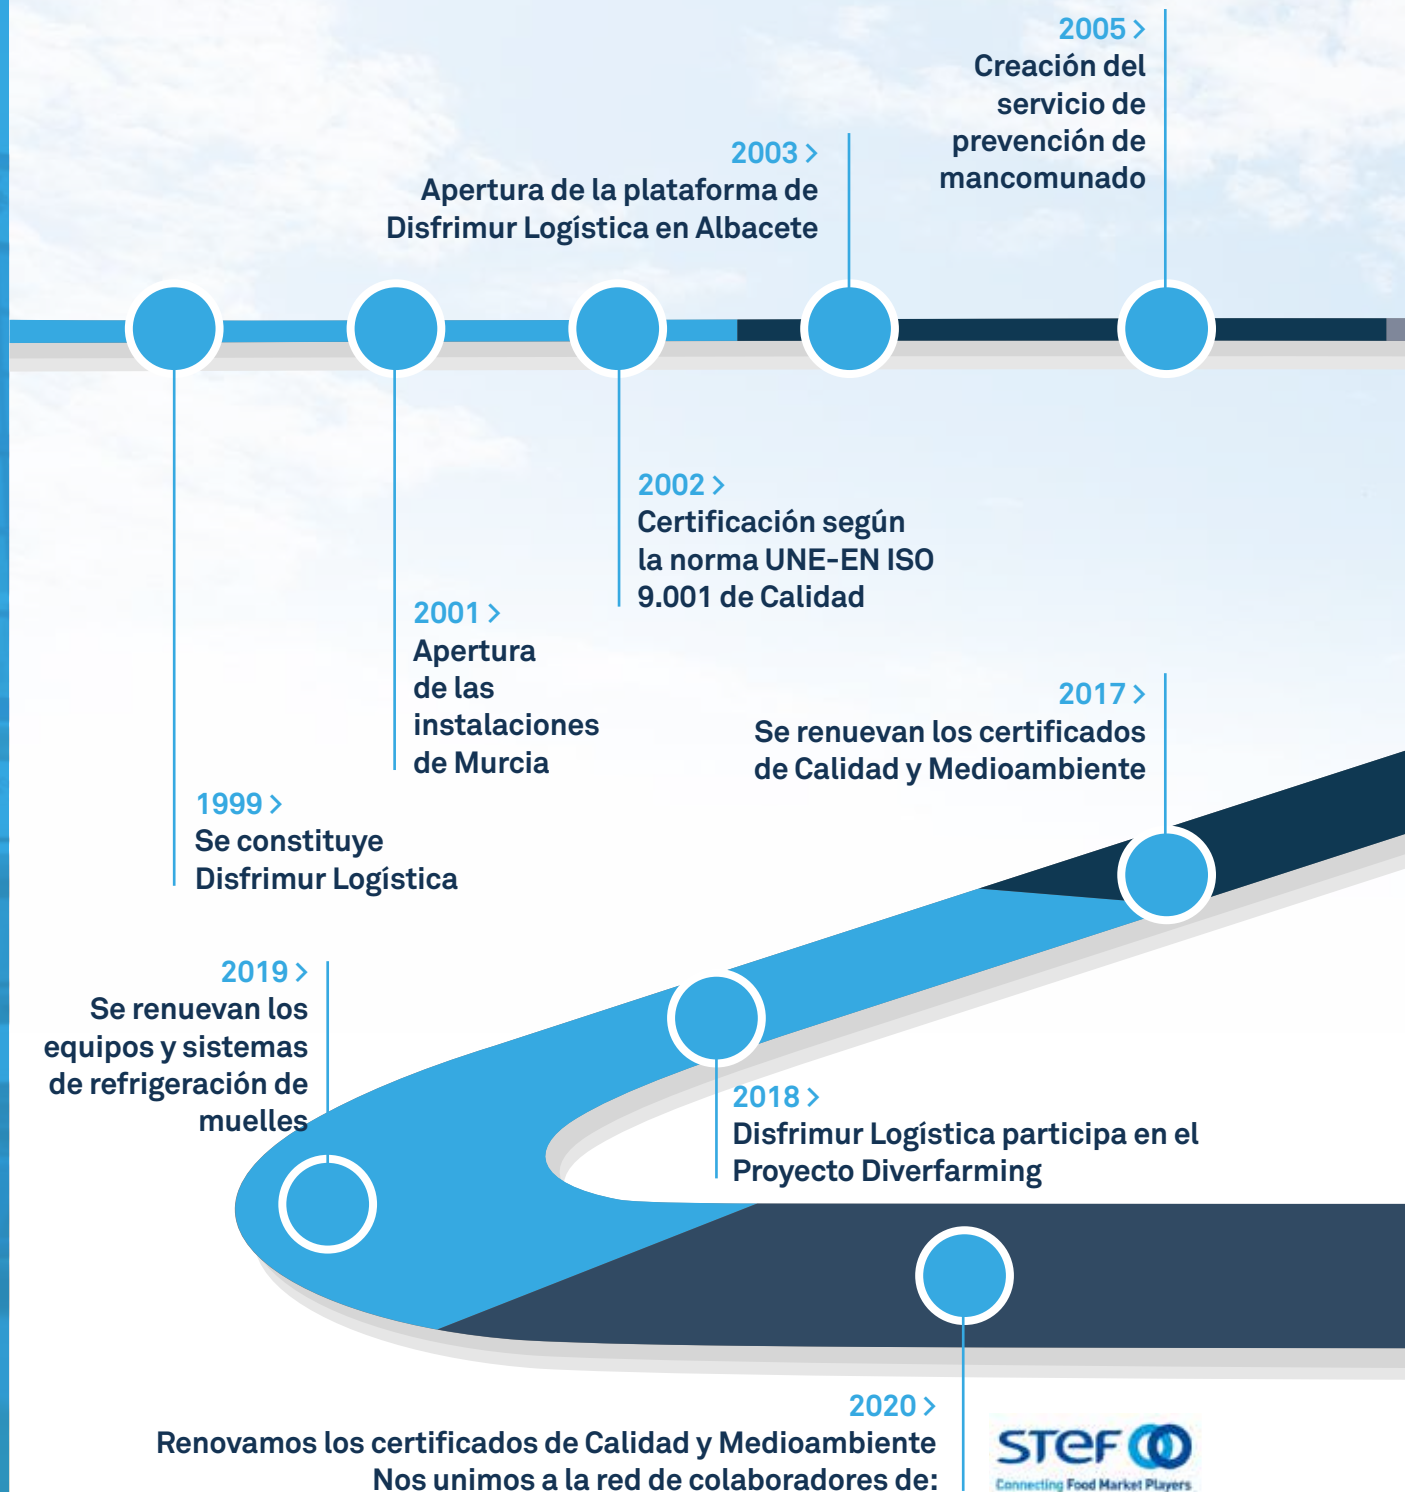 2005 >
Creación del
servicio de
prevención de
mancomunado
2003 >
Apertura de la plataforma de
Disfrimur Logística en Albacete
2002 >
Certificación según
la norma UNE-EN ISO
9.001 de Calidad
2001 >
Apertura
de las
instalaciones
de Murcia
1999 >
Se constituye
Disfrimur Logística
2017 >
Se renuevan los certificados
de Calidad y Medioambiente
2019 >
Se renuevan los
equipos y sistemas
de refrigeración de
muelles
2018 >
Disfrimur Logística participa en el
Proyecto Diverfarming
2020 >
Renovamos los certificados de Calidad y Medioambiente
Nos unimos a la red de colaboradores de:
STEF
Connecting Food Market Players